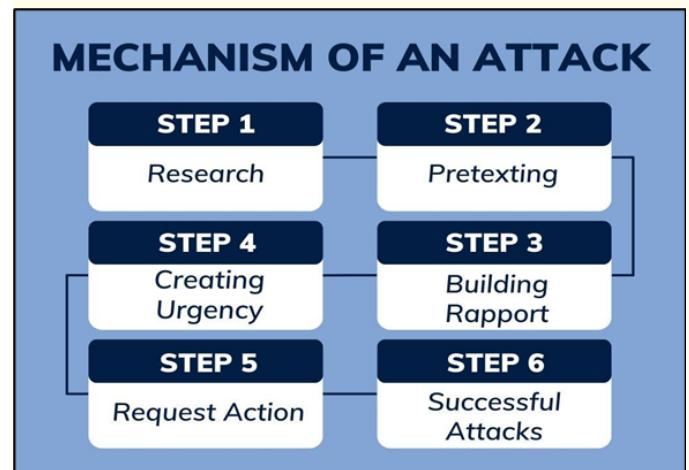 MECHANISM OF AN ATTACK
STEP 1
Research
STEP 2
Pretexting
STEP 3
Building
Rapport
STEP 4
Creating
Urgency
STEP 5
Request Action
STEP 6
Successful
Attacks